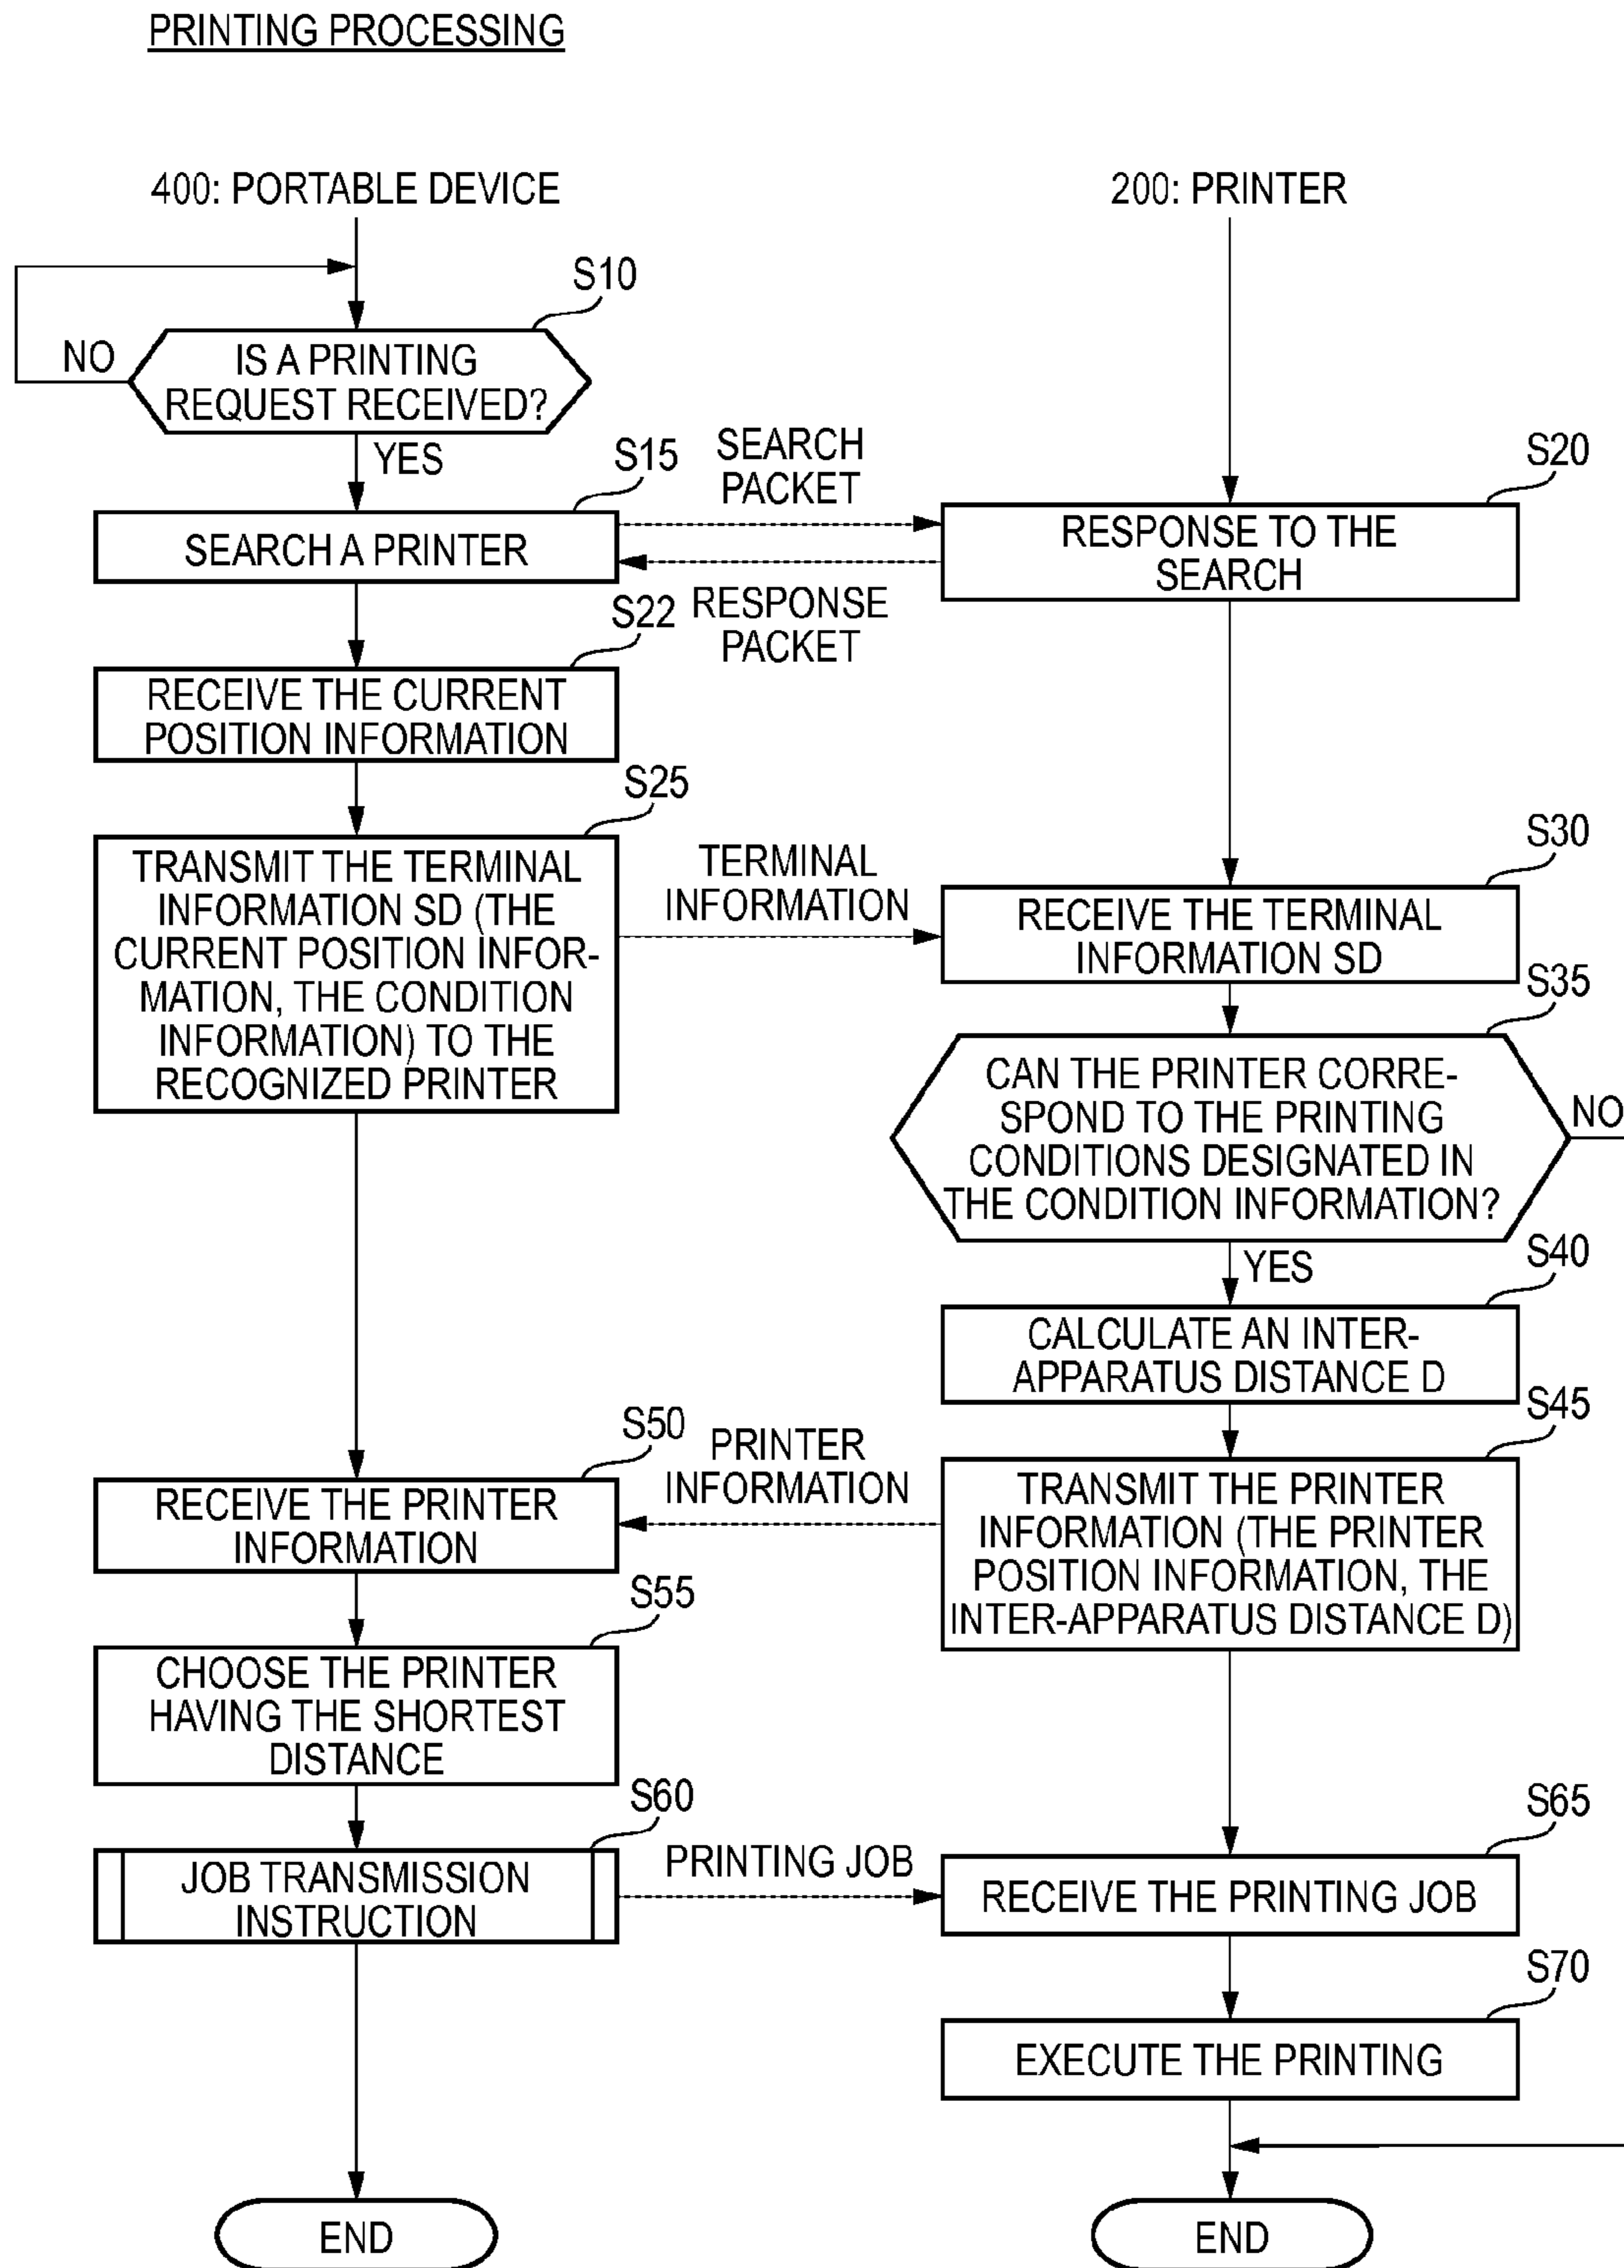 PRINTING PROCESSING
400: PORTABLE DEVICE
200: PRINTER
S10
NO
IS A PRINTING
REQUEST RECEIVED?
YES
S15
SEARCH
PACKET
S20
SEARCH A PRINTER
RESPONSE TO THE
SEARCH
RESPONSE
PACKET
S22
RECEIVE THE CURRENT
POSITION INFORMATION
S25
TRANSMIT THE TERMINAL
INFORMATION SD (THE
CURRENT POSITION INFOR-
MATION, THE CONDITION
INFORMATION) TO THE
RECOGNIZED PRINTER
TERMINAL
INFORMATION
S30
RECEIVE THE TERMINAL
INFORMATION SD
S35
CAN THE PRINTER CORRE-
SPOND TO THE PRINTING
CONDITIONS DESIGNATED IN
THE CONDITION INFORMATION?
NO
YES
S40
CALCULATE AN INTER-
APPARATUS DISTANCE D
S45
S50
PRINTER
INFORMATION
RECEIVE THE PRINTER
INFORMATION
TRANSMIT THE PRINTER
INFORMATION (THE PRINTER
POSITION INFORMATION, THE
INTER-APPARATUS DISTANCE D)
S55
CHOOSE THE PRINTER
HAVING THE SHORTEST
DISTANCE
S60
JOB TRANSMISSION
INSTRUCTION
PRINTING JOB
S65
RECEIVE THE PRINTING JOB
S70
EXECUTE THE PRINTING
END
END